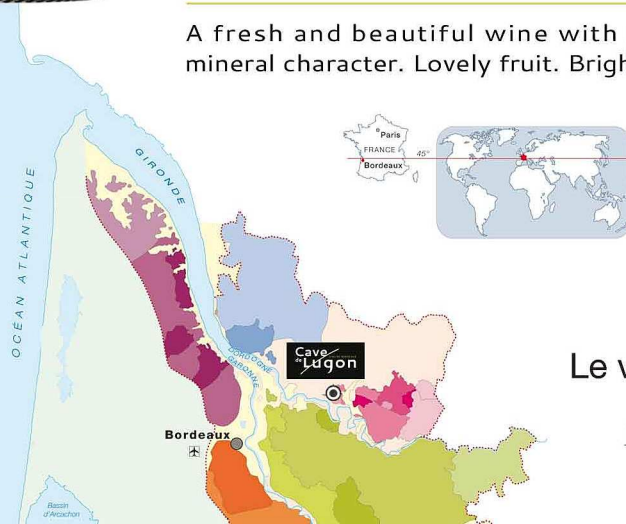 A fresh and beautiful wine with
mineral character. Lovely fruit. Brigh
Paris
FRANCE
45°
Bordeaux
GIRONDE
OCÉAN ATLANTIQUE
DORDOGNE
GARONNE
Cave
de Lugon
Le v
Bordeaux
Bassin
d'Arcachon